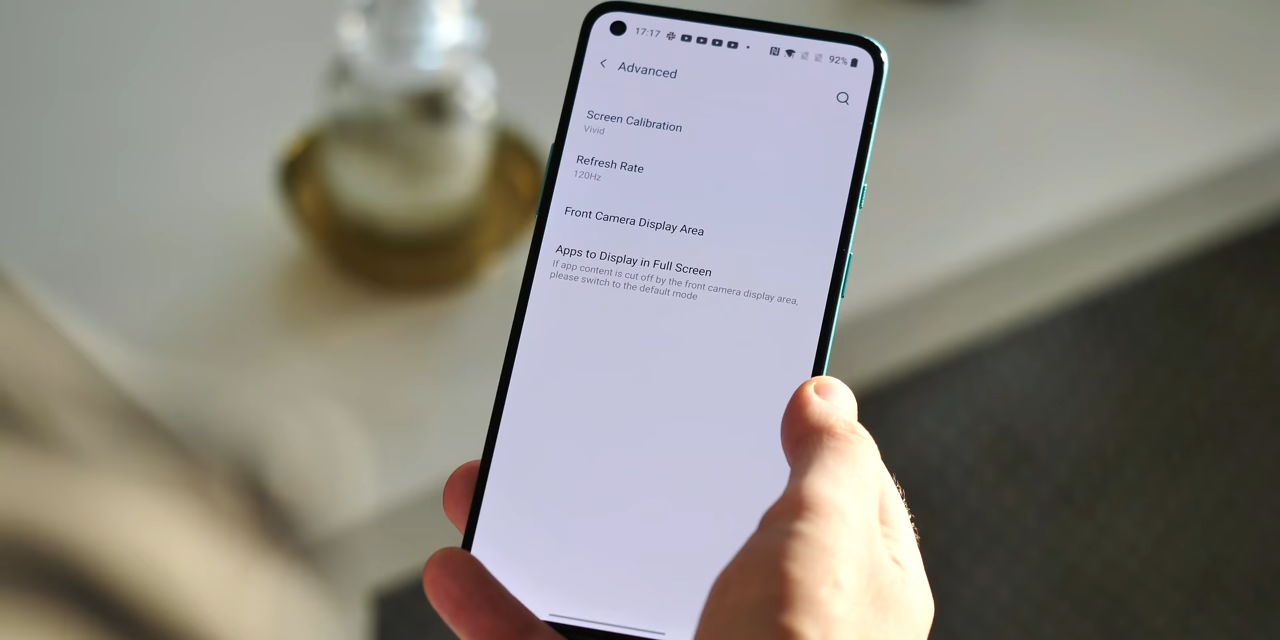 17:17 92%
Advanced
Screen Calibration
Vivid
Refresh Rate
120Hz
Front Camera Display Area
Apps to Display in Full Screen
If app content is cut off by the front camera display area,
please switch to the default mode